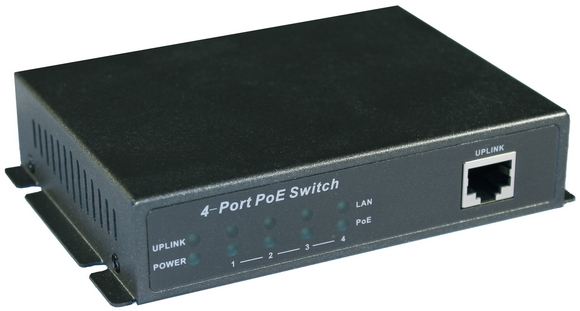 UPLINK
4-Port PoE Switch
LAN
UPLINK
PoE
POWER
1 — 2 — 3 — 4